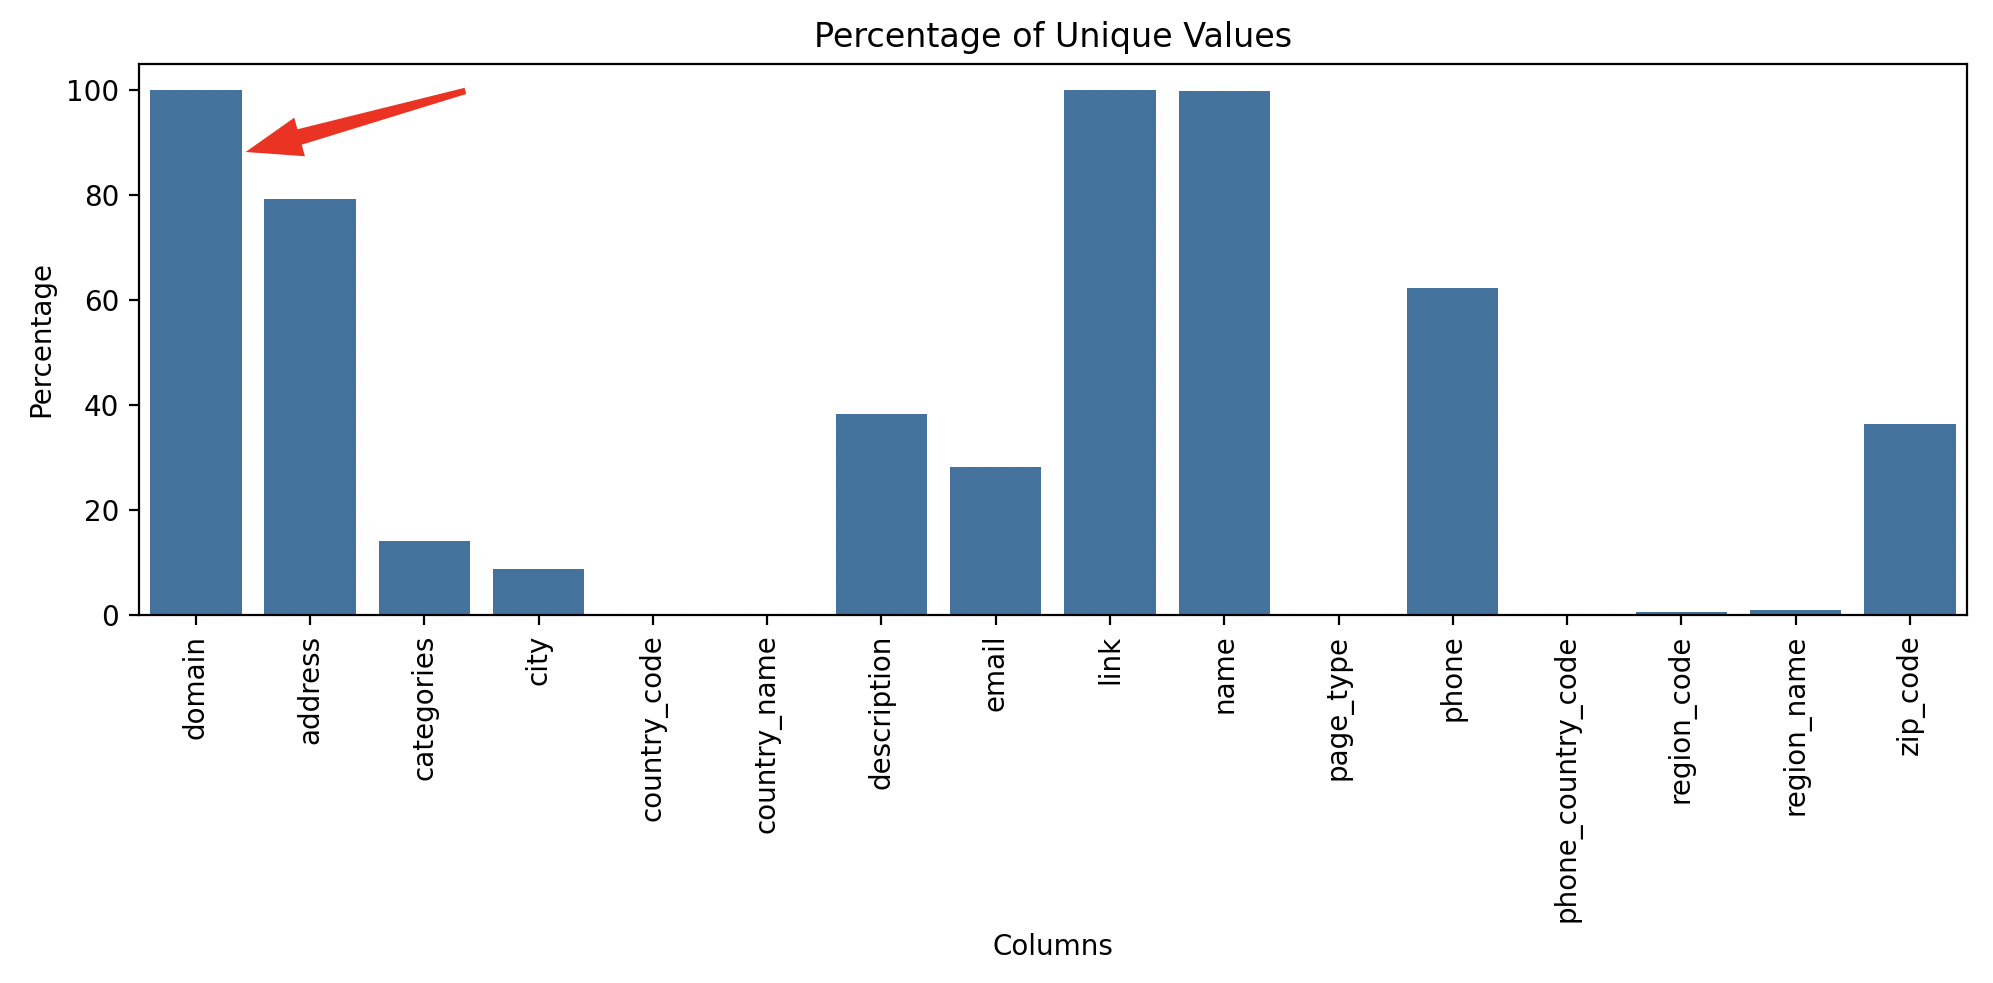 Percentage of Unique Values
Percentage
100
80
60
40
20
0
domain
address
categories
city
country_code
country_name
description
email
link
name
page_type
phone
phone_country_code
region_code
region_name
zip_code
Columns